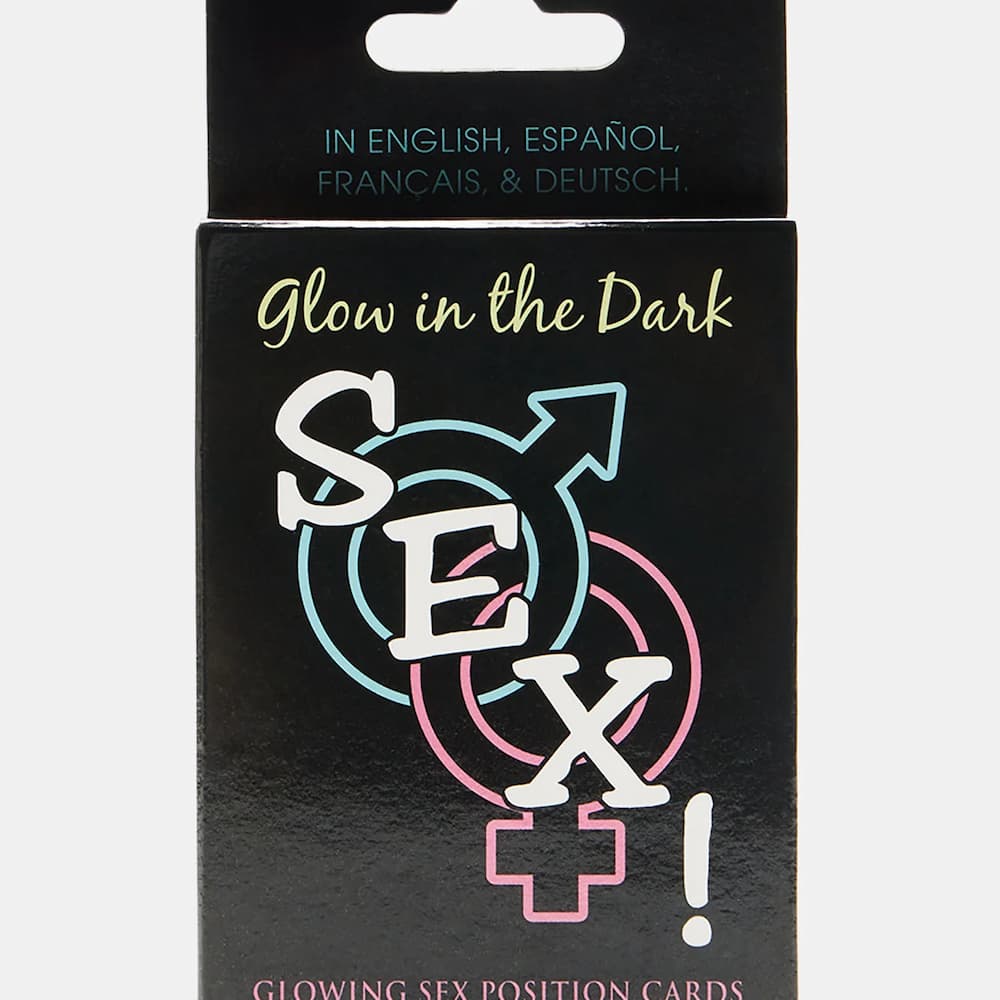 IN ENGLISH, ESPAÑOL,
FRANÇAIS, & DEUTSCH.
Glow in the Dark
SEX!
GLOWING SEX POSITION CARDS